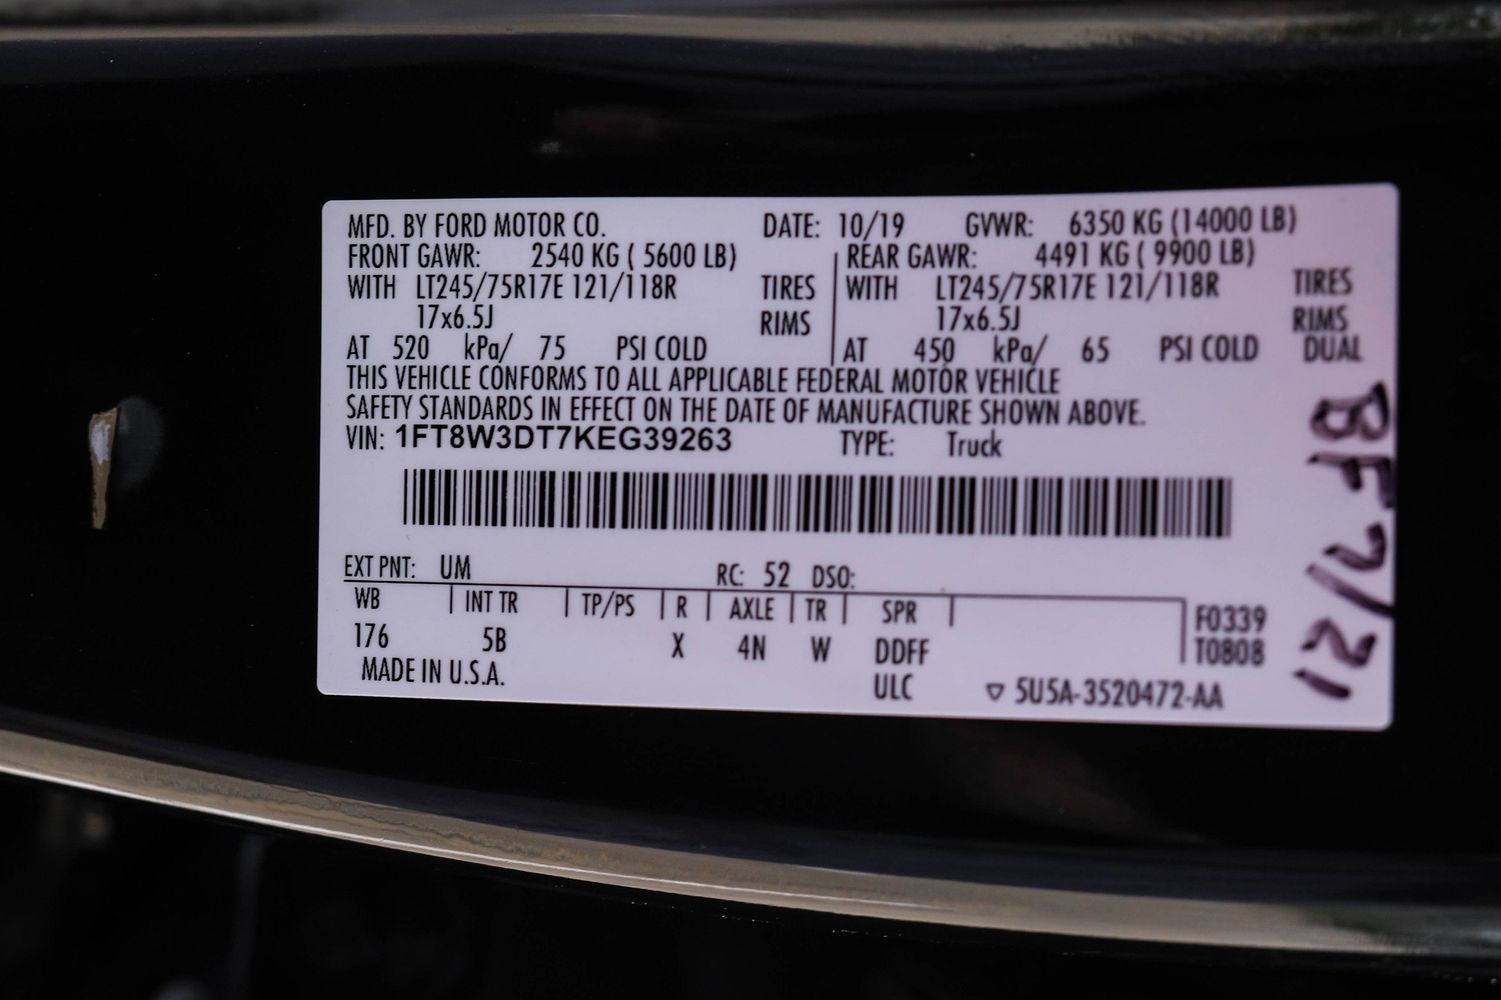 MFD. BY FORD MOTOR CO. DATE: 10/19 GVWR: 6350 KG (14000 LB)
FRONT GAWR: 2540 KG ( 5600 LB) REAR GAWR: 4491 KG ( 9900 LB)
WITH LT245/75R17E 121/118R TIRES WITH LT245/75R17E 121/118R TIRES
17x6.5J RIMS 17x6.5J RIMS
AT 520 kPa/ 75 PSI COLD AT 450 kPa/ 65 PSI COLD DUAL
THIS VEHICLE CONFORMS TO ALL APPLICABLE FEDERAL MOTOR VEHICLE
SAFETY STANDARDS IN EFFECT ON THE DATE OF MANUFACTURE SHOWN ABOVE.
VIN: 1FT8W3DT7KEG39263 TYPE: Truck
EXT PNT: UM RC: 52 DSO:
WB INT TR TP/PS R AXLE TR SPR F0339
176 5B X 4N W DDFF T0808
MADE IN U.S.A. ULC ▽ 5U5A-3520472-AA
BF 7/21